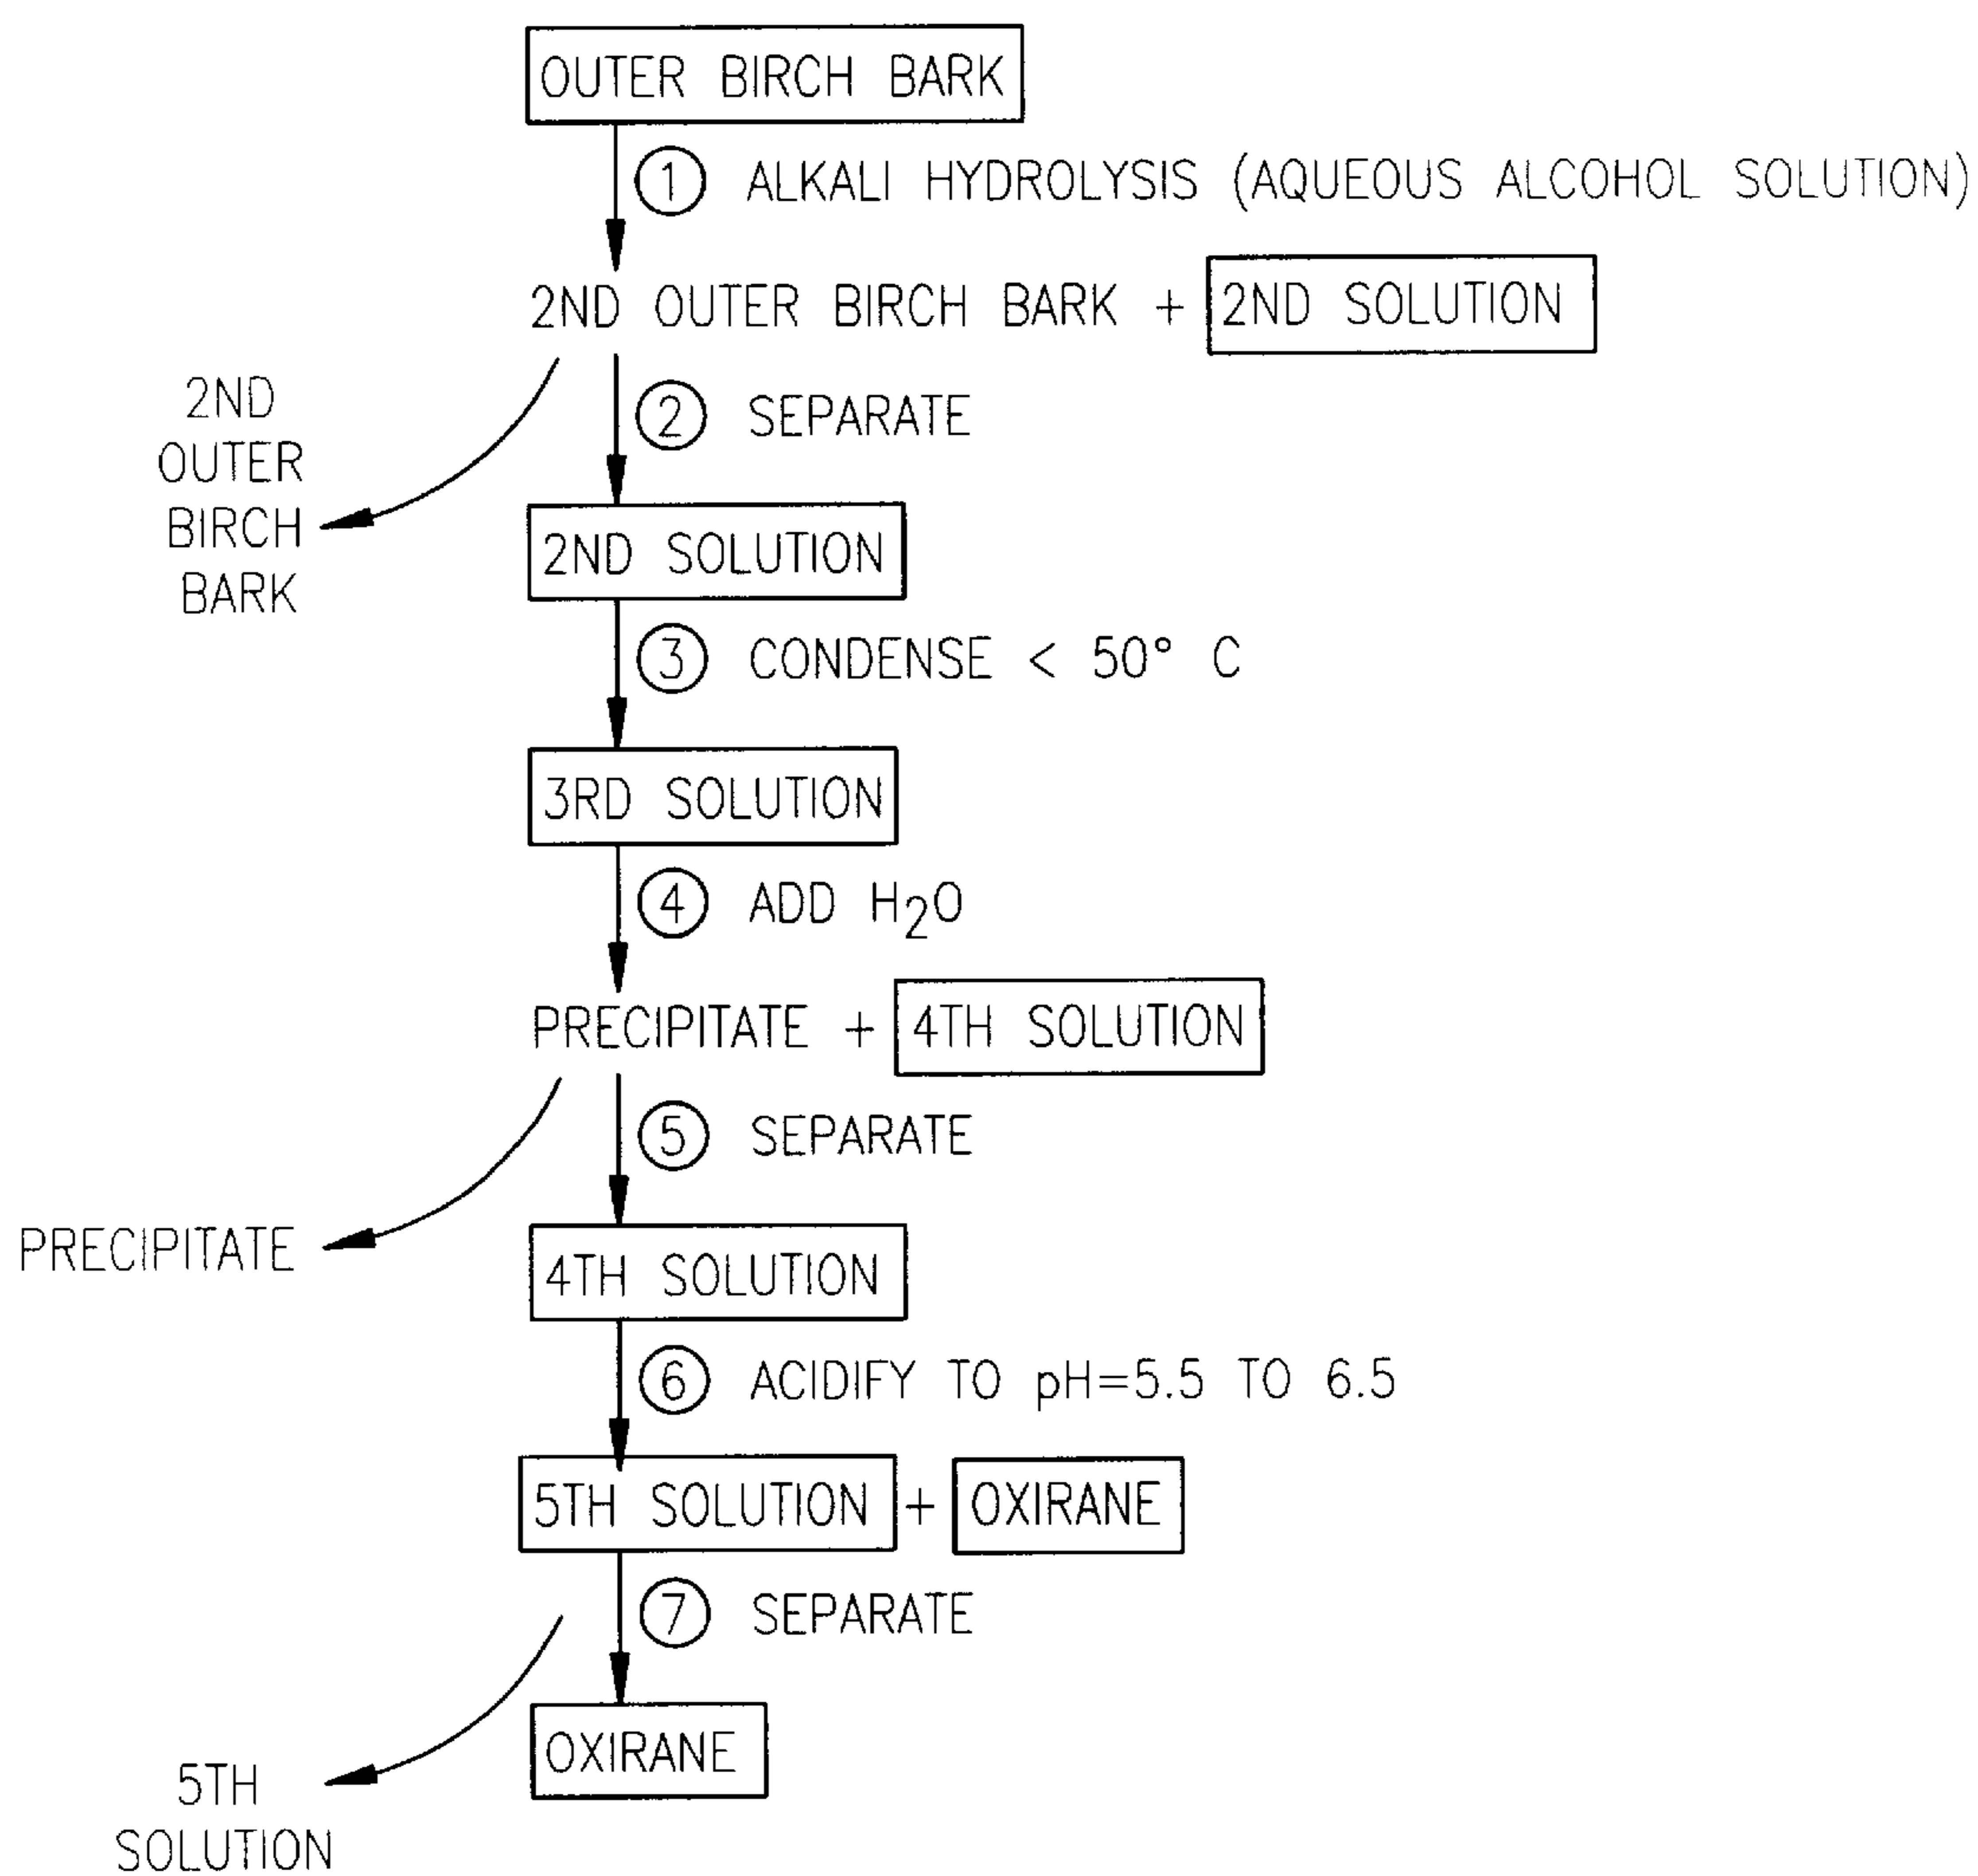 OUTER BIRCH BARK
1 ALKALI HYDROLYSIS (AQUEOUS ALCOHOL SOLUTION)
2ND OUTER BIRCH BARK + 2ND SOLUTION
2ND
OUTER
BIRCH
BARK
2 SEPARATE
2ND SOLUTION
3 CONDENSE < 50° C
3RD SOLUTION
4 ADD H2O
PRECIPITATE + 4TH SOLUTION
5 SEPARATE
PRECIPITATE
4TH SOLUTION
6 ACIDIFY TO pH=5.5 TO 6.5
5TH SOLUTION + OXIRANE
7 SEPARATE
OXIRANE
5TH
SOLUTION